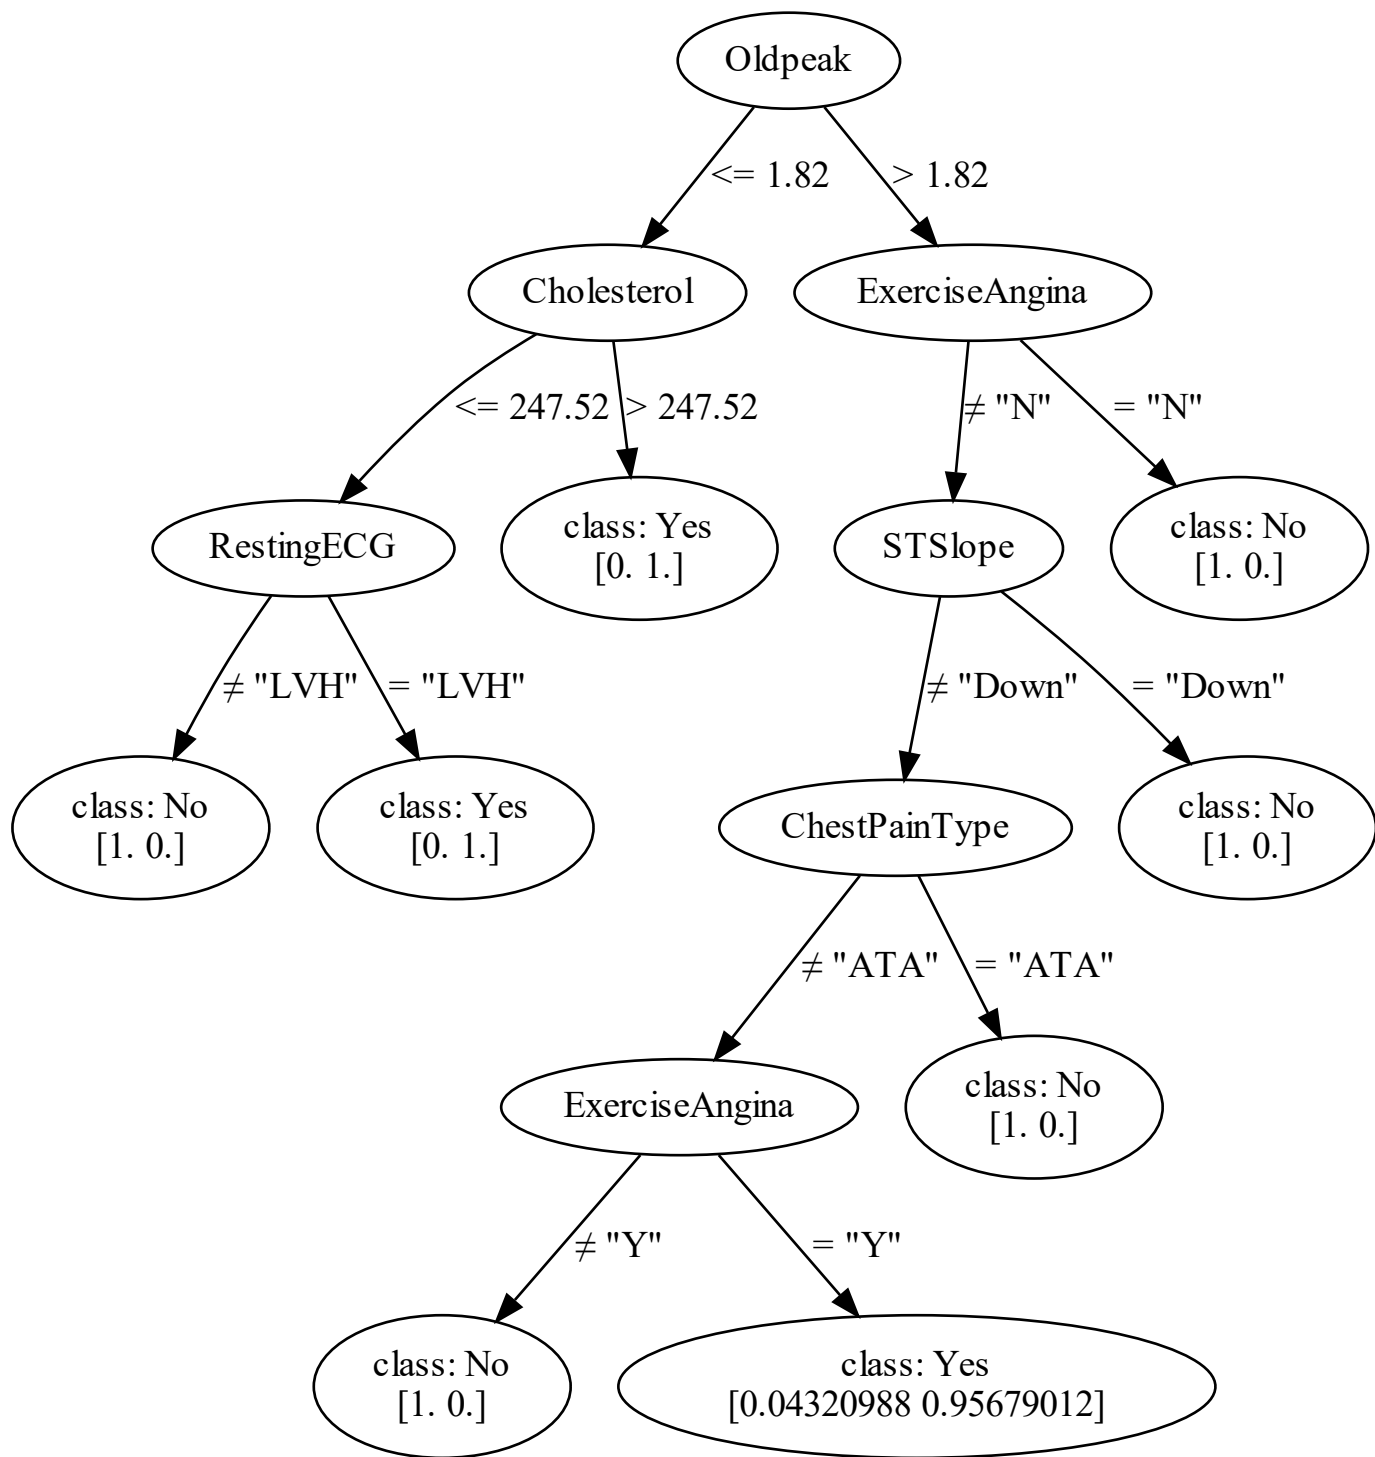 Oldpeak
<= 1.82
> 1.82
Cholesterol
ExerciseAngina
<= 247.52
> 247.52
≠ "N"
= "N"
RestingECG
class: Yes
[0. 1.]
STSlope
class: No
[1. 0.]
≠ "LVH"
= "LVH"
≠ "Down"
= "Down"
class: No
[1. 0.]
class: Yes
[0. 1.]
ChestPainType
class: No
[1. 0.]
≠ "ATA"
= "ATA"
ExerciseAngina
class: No
[1. 0.]
≠ "Y"
= "Y"
class: No
[1. 0.]
class: Yes
[0.04320988 0.95679012]